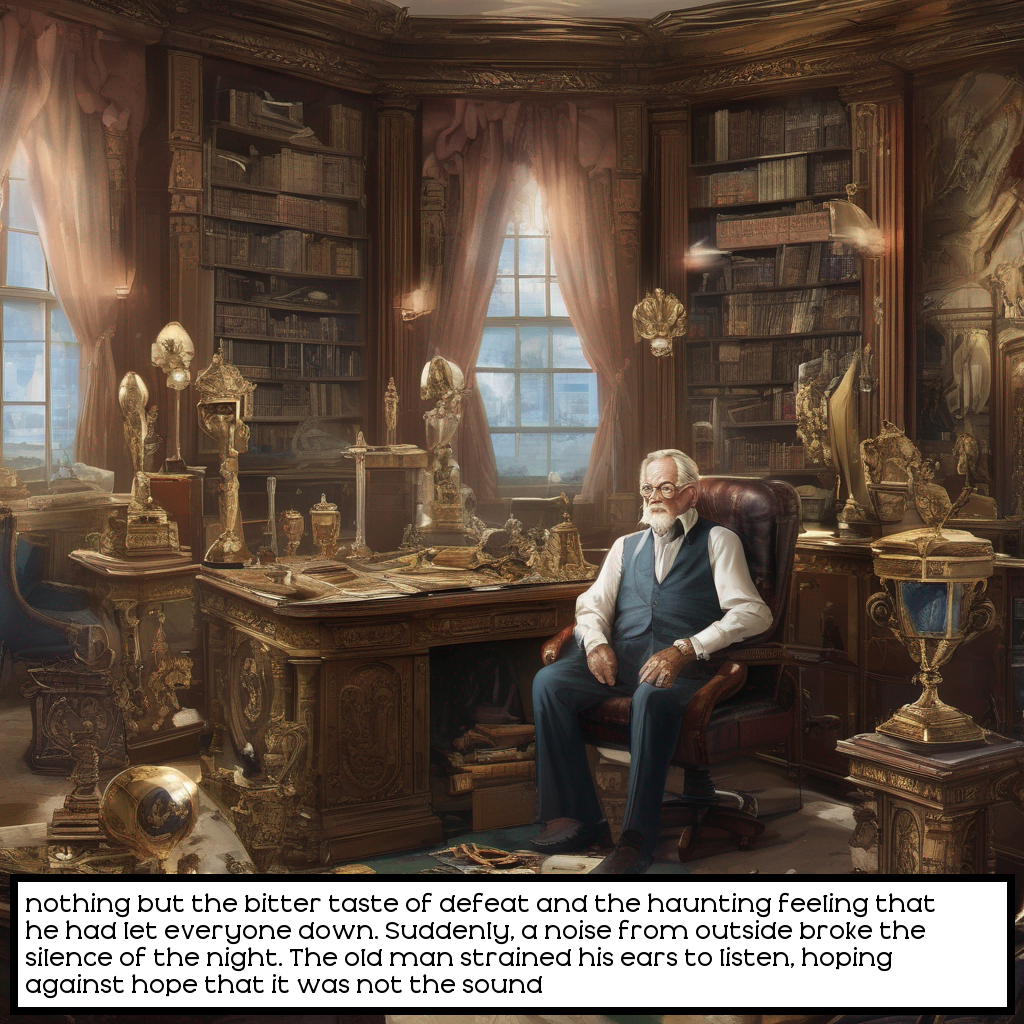 nothing but the bitter taste of defeat and the haunting feeling that
he had let everyone down. Suddenly, a noise from outside broke the
silence of the night. The old man strained his ears to listen, hoping
against hope that it was not the sound